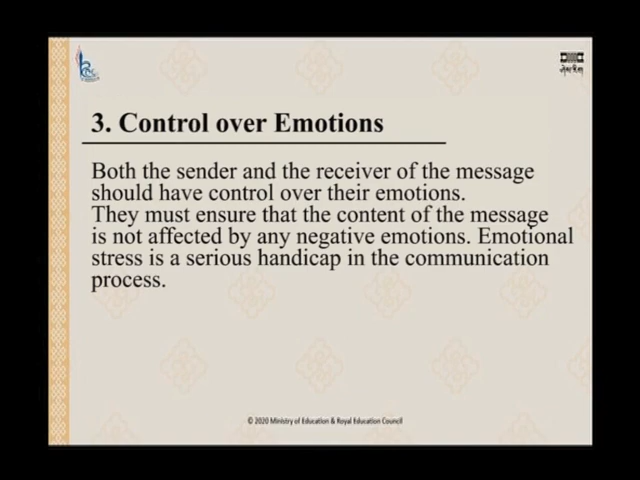 3. Control over Emotions
Both the sender and the receiver of the message
should have control over their emotions.
They must ensure that the content of the message
is not affected by any negative emotions. Emotional
stress is a serious handicap in the communication
process.
© 2020 Ministry of Education & Royal Education Council